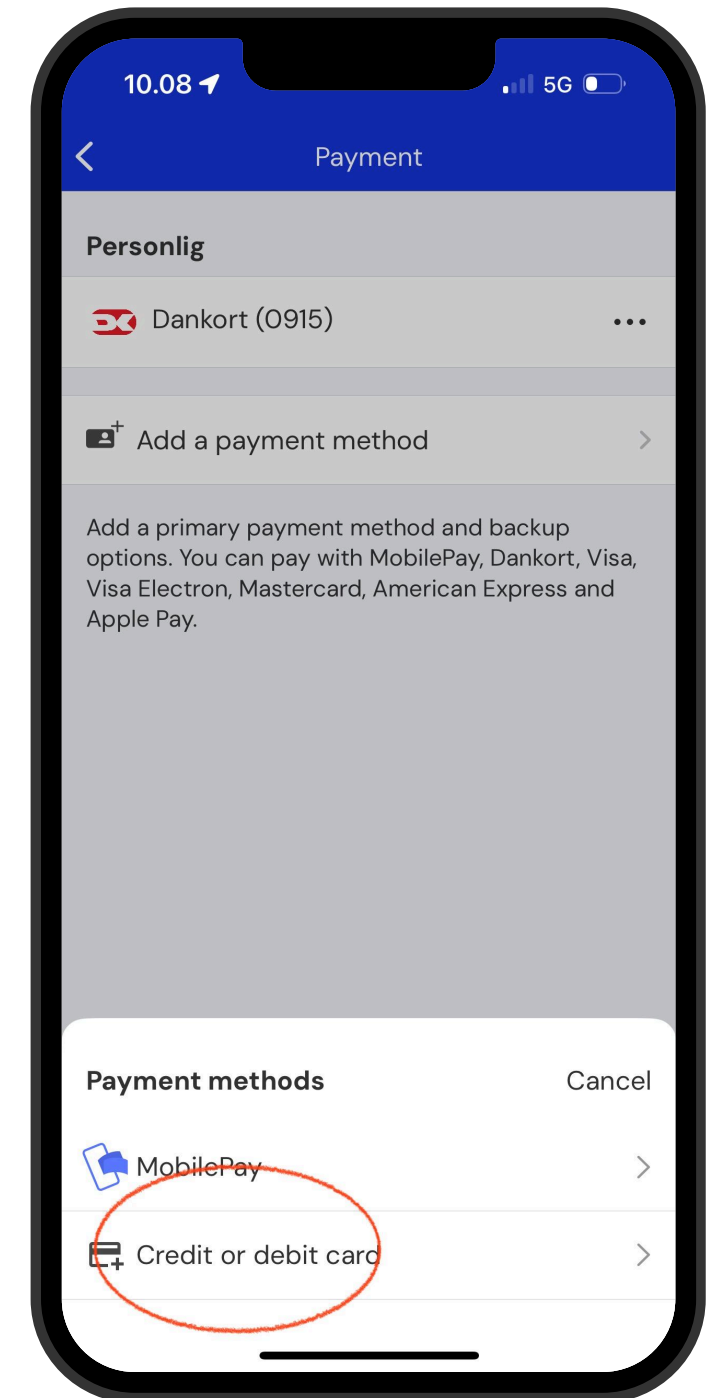 10.08
5G
Payment
Personlig
Dankort (0915)
Add a payment method
Add a primary payment method and backup
options. You can pay with MobilePay, Dankort, Visa,
Visa Electron, Mastercard, American Express and
Apple Pay.
Payment methods
Cancel
MobilePay
Credit or debit card